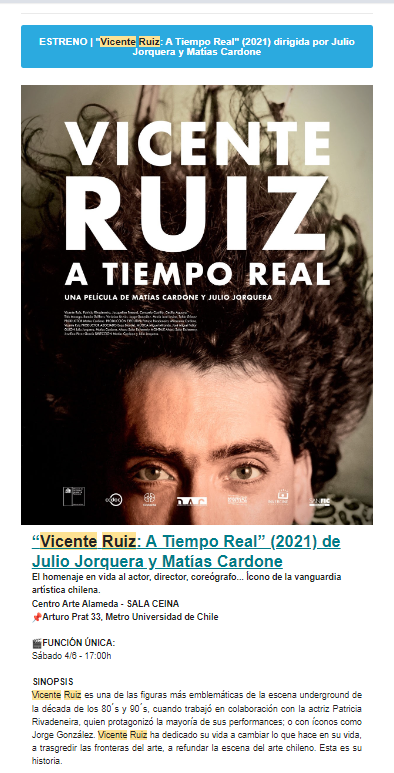 ESTRENO | "Vicente Ruiz: A Tiempo Real" (2021) dirigida por Julio
Jorquera y Matías Cardone
VICENTE
RUIZ
A TIEMPO REAL
UNA PELÍCULA DE MATÍAS CARDONE Y JULIO JORQUERA
“Vicente Ruiz: A Tiempo Real” (2021) de
Julio Jorquera y Matías Cardone
El homenaje en vida al actor, director, coreógrafo... Ícono de la vanguardia
artística chilena.
Centro Arte Alameda - SALA CEINA
📌Arturo Prat 33, Metro Universidad de Chile
🎬FUNCIÓN ÚNICA:
Sábado 4/6 - 17:00h
SINOPSIS
Vicente Ruiz es una de las figuras más emblemáticas de la escena underground de
la década de los 80´s y 90´s, cuando trabajó en colaboración con la actriz Patricia
Rivadeneira, quien protagonizó la mayoría de sus performances; o con íconos como
Jorge González. Vicente Ruiz ha dedicado su vida a cambiar lo que hace en su vida,
a trasgredir las fronteras del arte, a refundar la escena del arte chileno. Esta es su
historia.